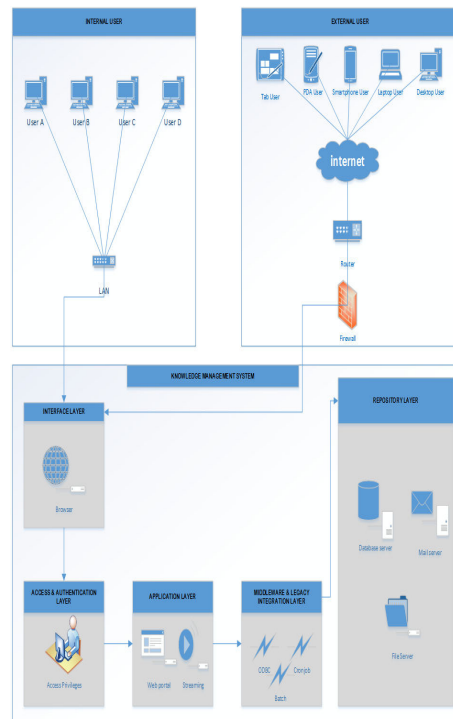 INTERNAL USER
User A
User B
User C
User D
LAN
EXTERNAL USER
Tab User
PDA User
Smartphone User
Laptop User
Desktop User
internet
Router
Firewall
KNOWLEDGE MANAGEMENT SYSTEM
INTERFACE LAYER
Browser
ACCESS & AUTHENTICATION
LAYER
Access Privileges
APPLICATION LAYER
Web portal
Streaming
MIDDLEWARE & LEGACY
INTEGRATION LAYER
ODBC
Cronjob
Batch
REPOSITORY LAYER
Database server
Mail server
File Server